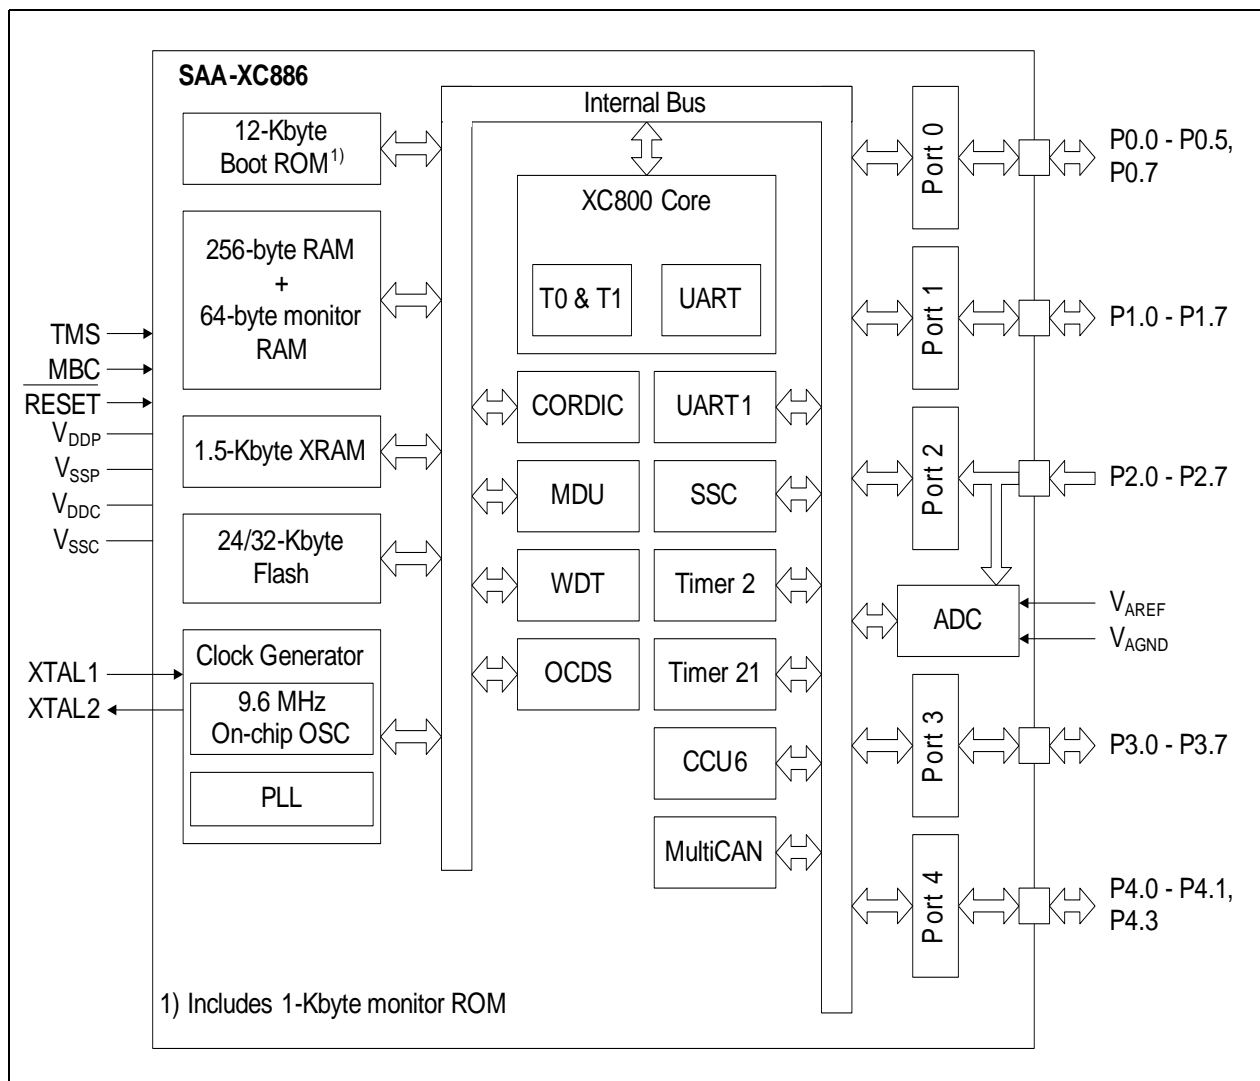 SAA-XC886
Internal Bus
12-Kbyte
Boot ROM1)
256-byte RAM
+
64-byte monitor
RAM
1.5-Kbyte XRAM
24/32-Kbyte
Flash
Clock Generator
9.6 MHz
On-chip OSC
PLL
TMS
MBC
RESET
VDDP
VSSP
VDDC
VSSC
XTAL1
XTAL2
XC800 Core
T0 & T1
UART
CORDIC
UART1
MDU
SSC
WDT
Timer 2
OCDS
Timer 21
CCU6
MultiCAN
Port 0
P0.0 - P0.5,
P0.7
Port 1
P1.0 - P1.7
Port 2
P2.0 - P2.7
ADC
VAREF
VAGND
Port 3
P3.0 - P3.7
Port 4
P4.0 - P4.1,
P4.3
1) Includes 1-Kbyte monitor ROM